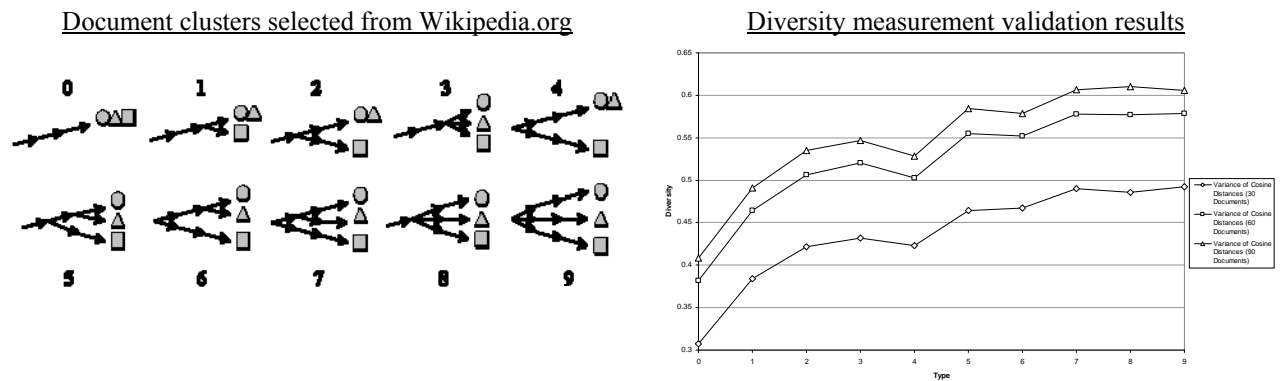 Document clusters selected from Wikipedia.org
0 1 2 3 4
5 6 7 8 9
Diversity measurement validation results
0.65
0.6
0.55
0.5
0.45
0.4
0.35
0.3
Diversity
0 1 2 3 4 5 6 7 8 9
Type
Variance of Cosine
Distances (30
Documents)
Variance of Cosine
Distances (60
Documents)
Variance of Cosine
Distances (90
Documents)